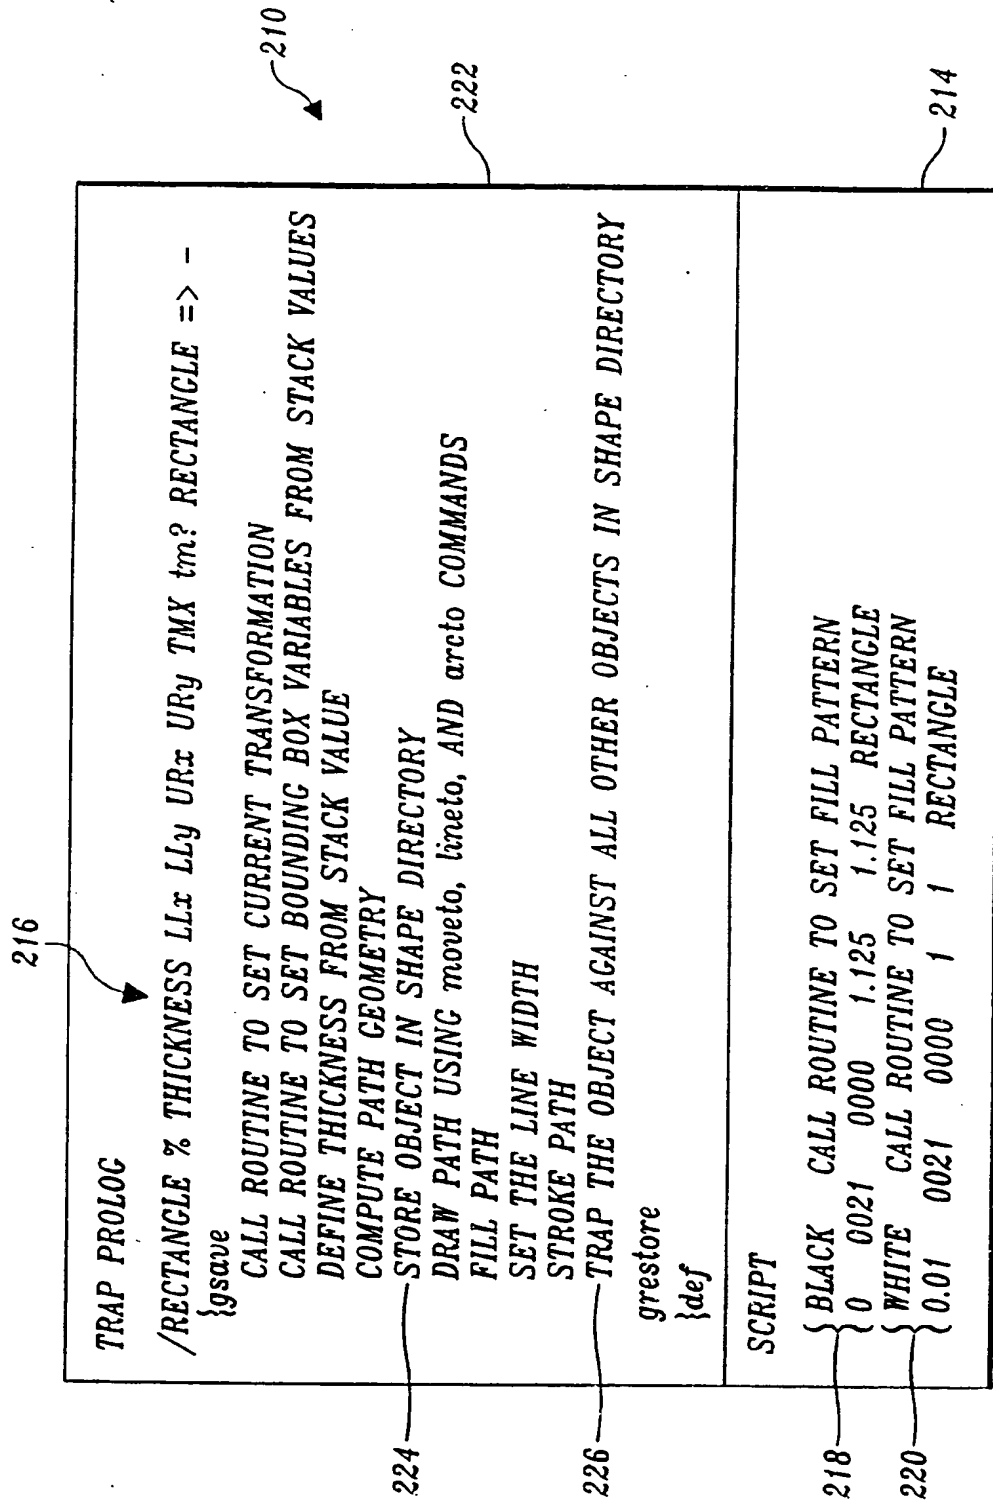 TRAP PROLOG
216
/RECTANGLE % THICKNESS LLx LLy URx URy TMX tm? RECTANGLE => -
210
{gsave
CALL ROUTINE TO SET CURRENT TRANSFORMATION
CALL ROUTINE TO SET BOUNDING BOX VARIABLES FROM STACK VALUES
DEFINE THICKNESS FROM STACK VALUE
COMPUTE PATH GEOMETRY
224 STORE OBJECT IN SHAPE DIRECTORY
DRAW PATH USING moveto, lineto, AND arcto COMMANDS
FILL PATH
222
SET THE LINE WIDTH
STROKE PATH
226 TRAP THE OBJECT AGAINST ALL OTHER OBJECTS IN SHAPE DIRECTORY
grestore
}def
SCRIPT
218 { BLACK CALL ROUTINE TO SET FILL PATTERN
0 0021 0000 1.125 1.125 RECTANGLE
220 { WHITE CALL ROUTINE TO SET FILL PATTERN
0.01 0021 0000 1 1 RECTANGLE
214